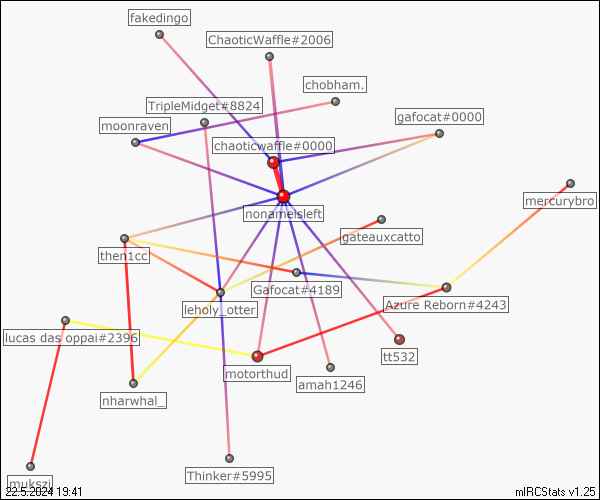 fakedingo
ChaoticWaffle#2006
chobham.
TripleMidget#8824
gafocat#0000
moonraven
chaoticwaffle#0000
mercurybro
nonameisleft
gateauxcatto
then1cc
Gafocat#4189
Azure Reborn#4243
leholy_otter
lucas das oppai#2396
tt532
motorthud
amah1246
nharwhal_
Thinker#5995
mukszi
22.5.2024 19:41
mIRCStats v1.25